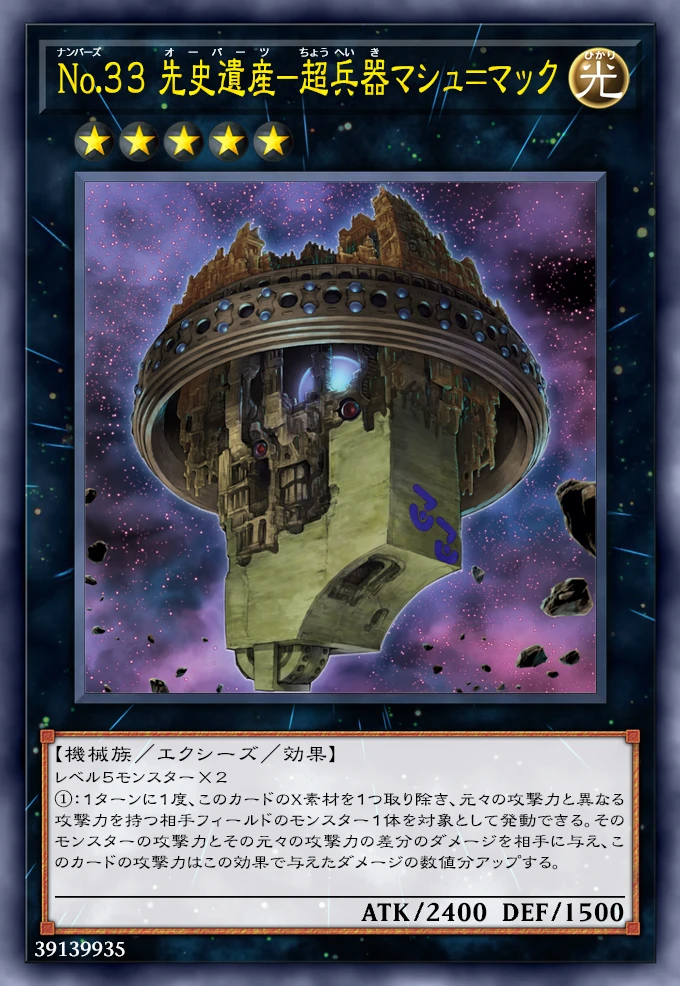 ナンバーズ オーパーツ ちょうへいき
No.33 先史遺産－超兵器マシュ＝マック
ひかり
光
【機械族／エクシーズ／効果】
レベル５モンスター×２
①：１ターンに１度、このカードのX素材を１つ取り除き、元々の攻撃力と異なる
攻撃力を持つ相手フィールドのモンスター１体を対象として発動できる。その
モンスターの攻撃力とその元々の攻撃力の差分のダメージを相手に与え、こ
のカードの攻撃力はこの効果で与えたダメージの数値分アップする。
ATK/2400 DEF/1500
39139935